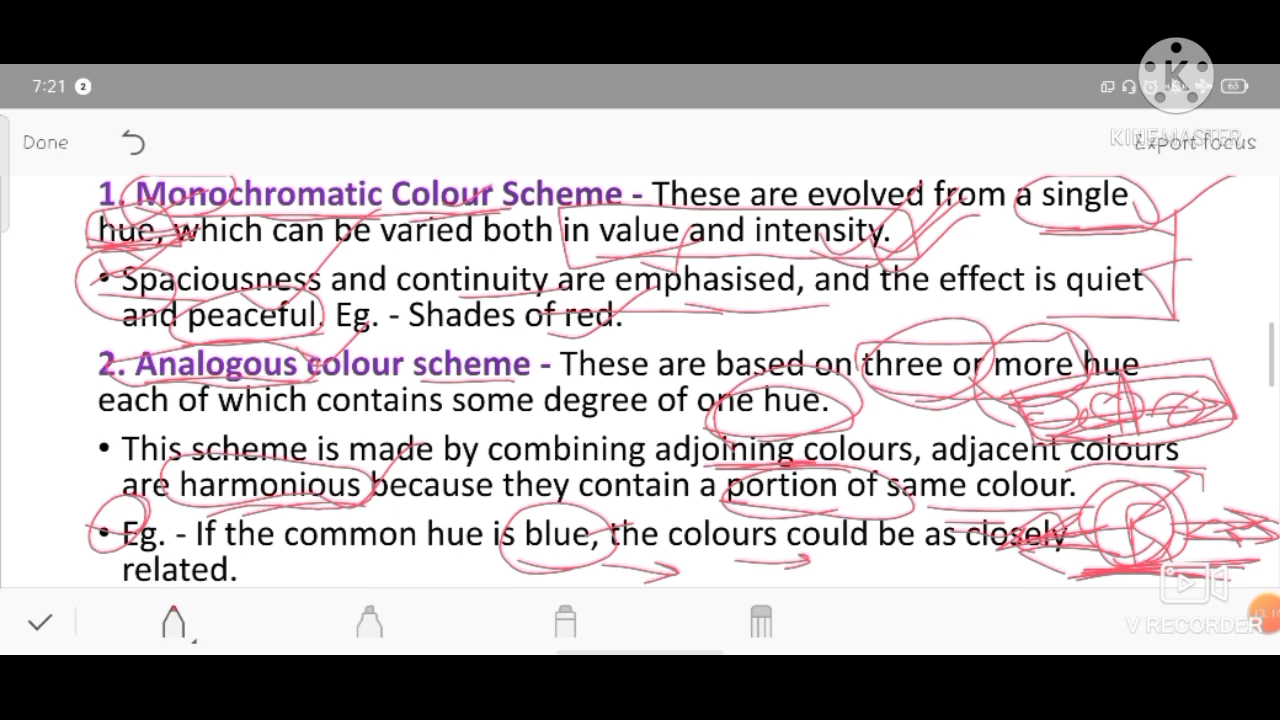 K
7:21 2
63
KINEMASTER
Done
Export focus
1. Monochromatic Colour Scheme - These are evolved from a single
hue, which can be varied both in value and intensity.
• Spaciousness and continuity are emphasised, and the effect is quiet
and peaceful. Eg. - Shades of red.
2. Analogous colour scheme - These are based on three or more hue
each of which contains some degree of one hue.
• This scheme is made by combining adjoining colours, adjacent colours
are harmonious because they contain a portion of same colour.
• Eg. - If the common hue is blue, the colours could be as closely
related.
V RECORDER